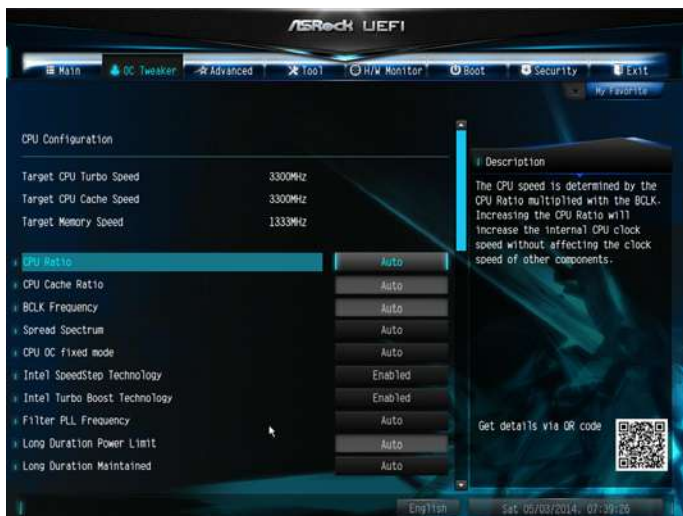 ASRock UEFI
Main OC Tweaker Advanced Tool H/W Monitor Boot Security Exit
My Favorite
CPU Configuration
Target CPU Turbo Speed 3300MHz
Target CPU Cache Speed 3300MHz
Target Memory Speed 1333MHz
CPU Ratio Auto
CPU Cache Ratio Auto
BCLK Frequency Auto
Spread Spectrum Auto
CPU OC fixed mode Auto
Intel SpeedStep Technology Enabled
Intel Turbo Boost Technology Enabled
Filter PLL Frequency Auto
Long Duration Power Limit Auto
Long Duration Maintained Auto
Description
The CPU speed is determined by the
CPU Ratio multiplied with the BCLK.
Increasing the CPU Ratio will
increase the internal CPU clock
speed without affecting the clock
speed of other components.
Get details via QR code
English
Sat 05/03/2014, 07:39:26